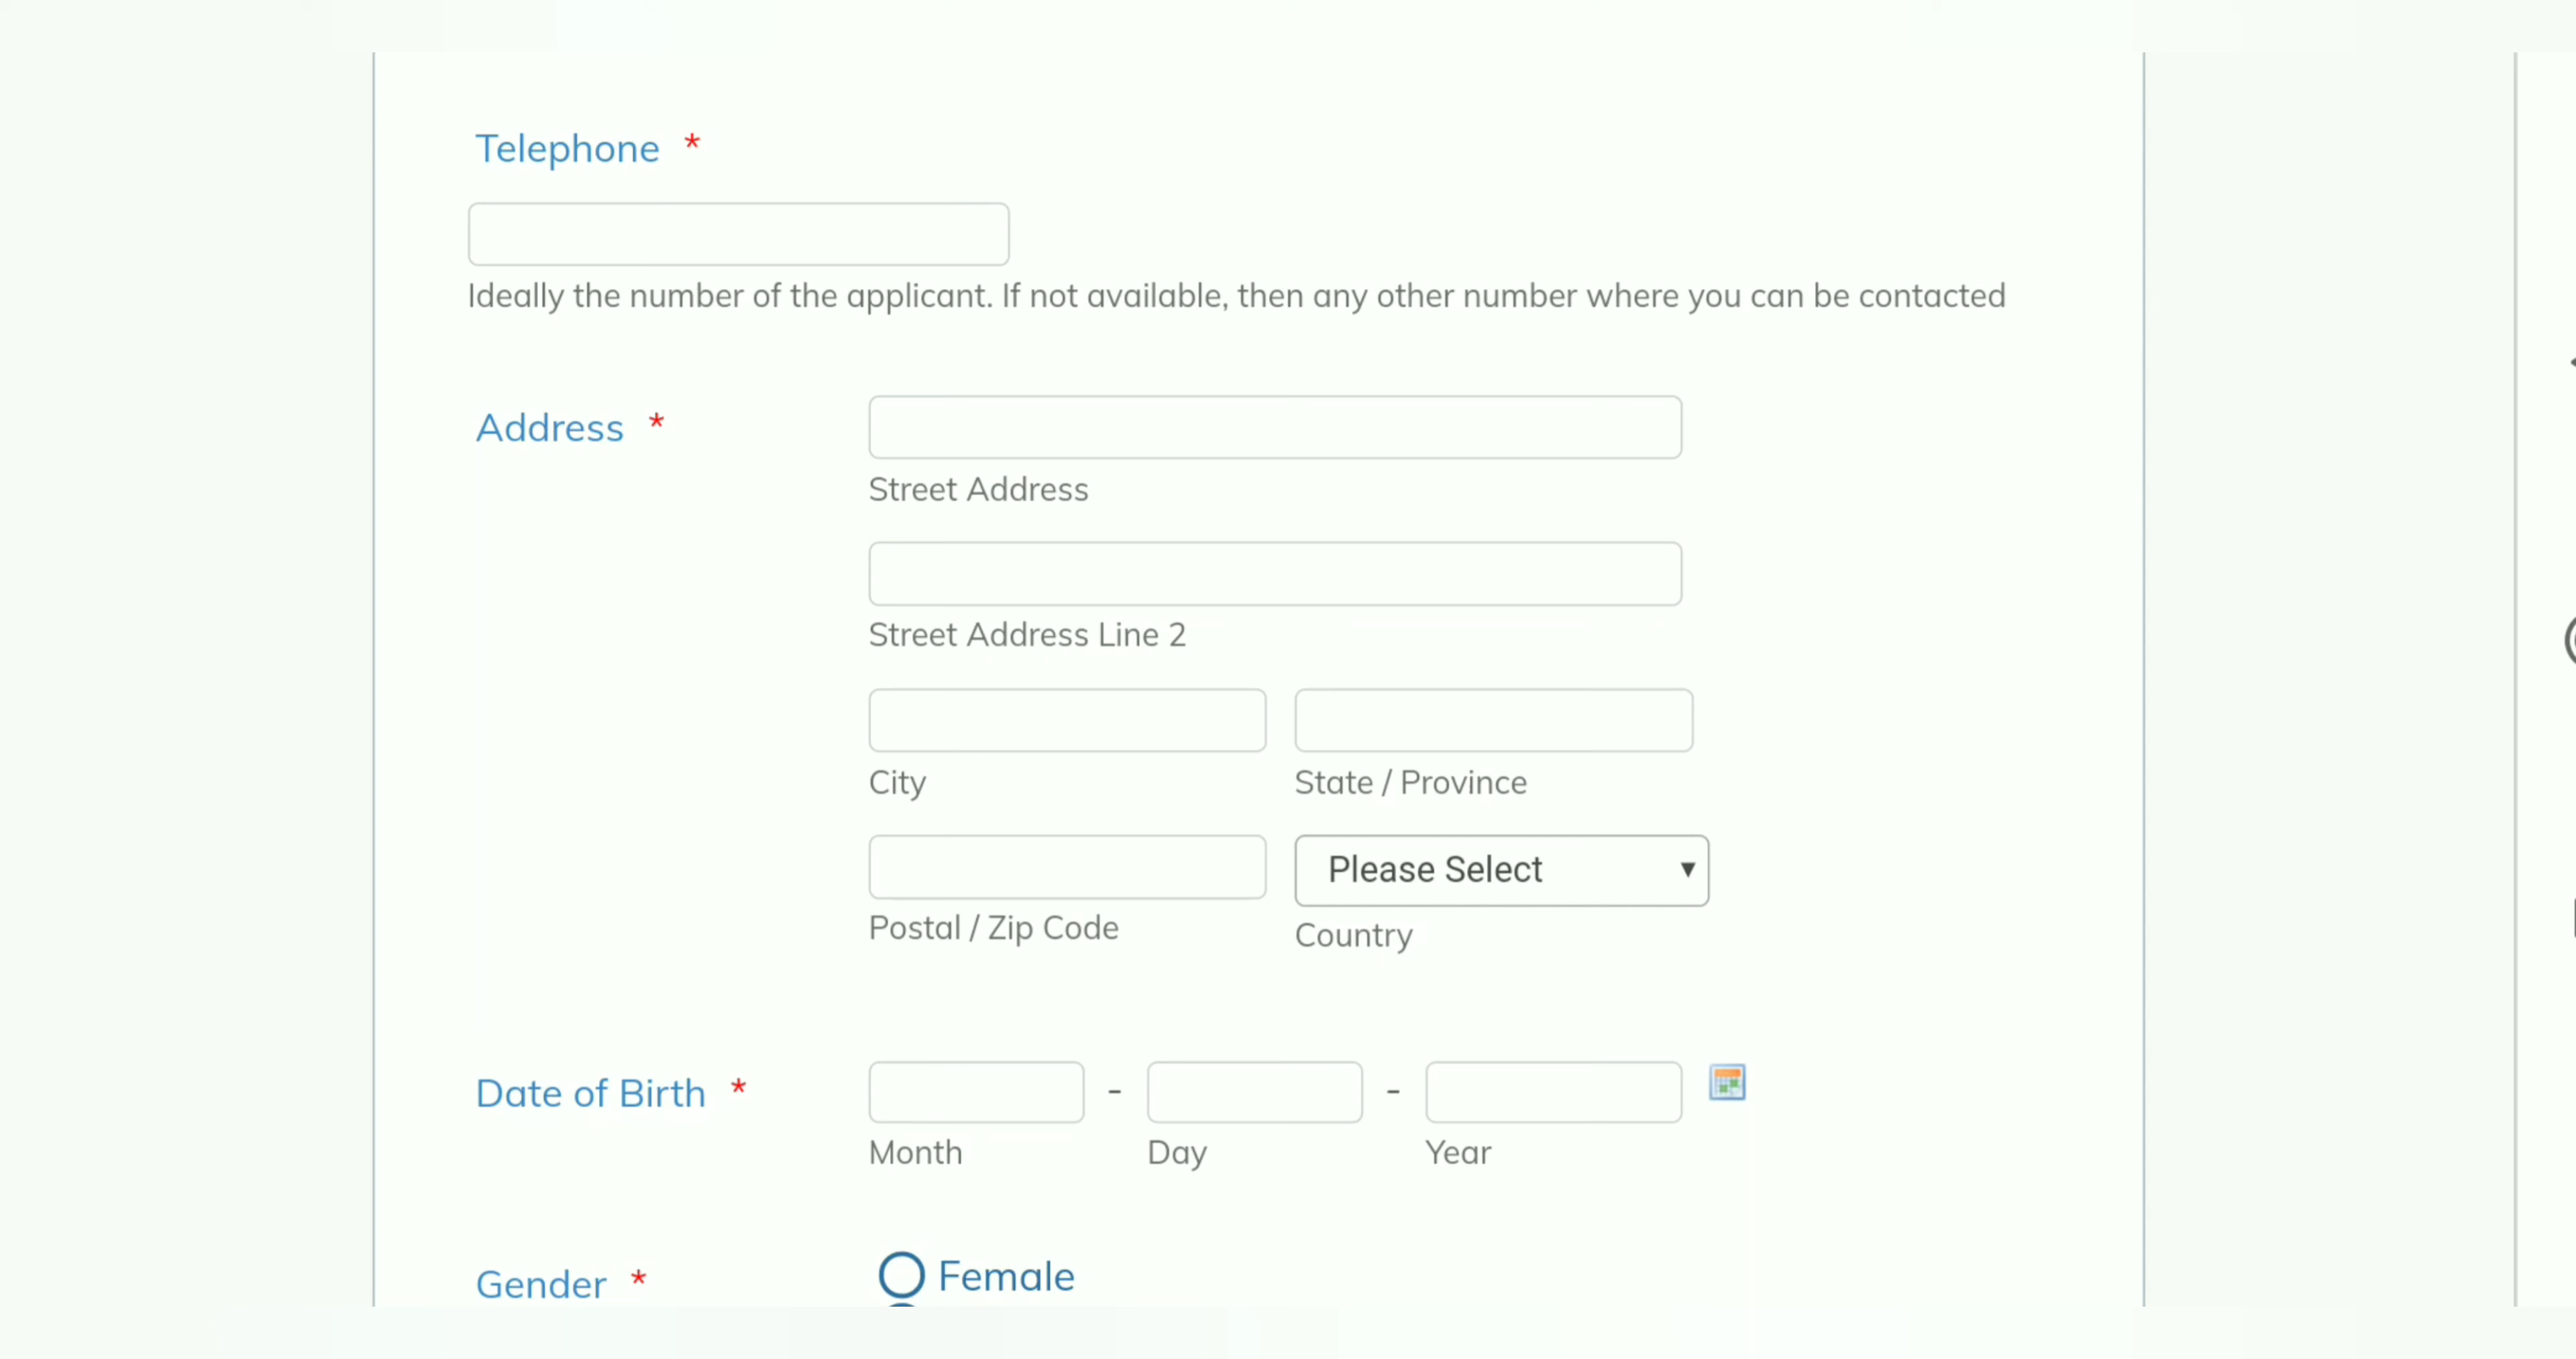 Telephone *
Ideally the number of the applicant. If not available, then any other number where you can be contacted
Address *
Street Address
Street Address Line 2
City State / Province
Please Select
Postal / Zip Code Country
Date of Birth * - -
Month Day Year
Gender * Female